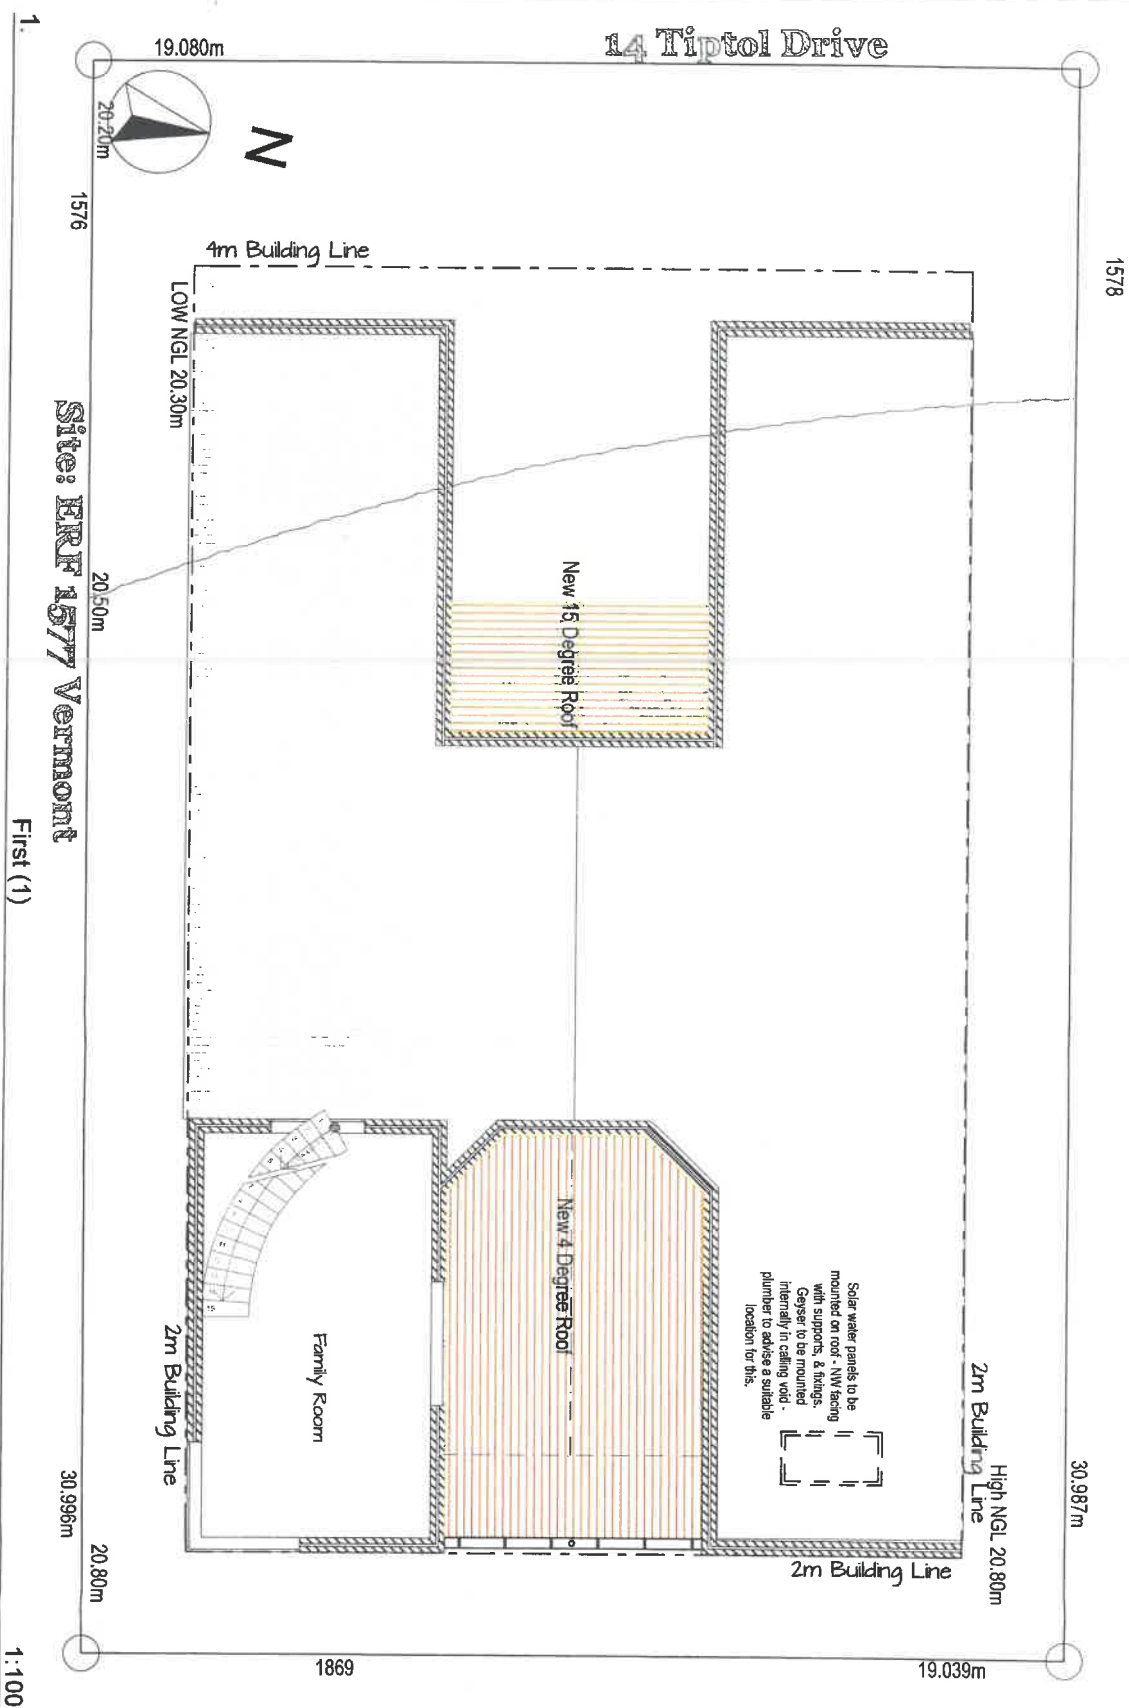 1.
19.080m
14 Tiptol Drive
20.20m
N
1576
1578
4m Building Line
LOW NGL 20.30m
20.50m
Site: ERF 1577 Vermont
New 15 Degree Roof
First (1)
New 4 Degree Roof
Family Room
2m Building Line
Solar water panels to be
mounted on roof - NW facing
with supports, & fixings.
Geyser to be mounted
internally in calling void -
plumber to advise a suitable
location for this.
2m Building Line
High NGL 20.80m
30.987m
2m Building Line
30.996m
20.80m
1869
19.039m
1:100